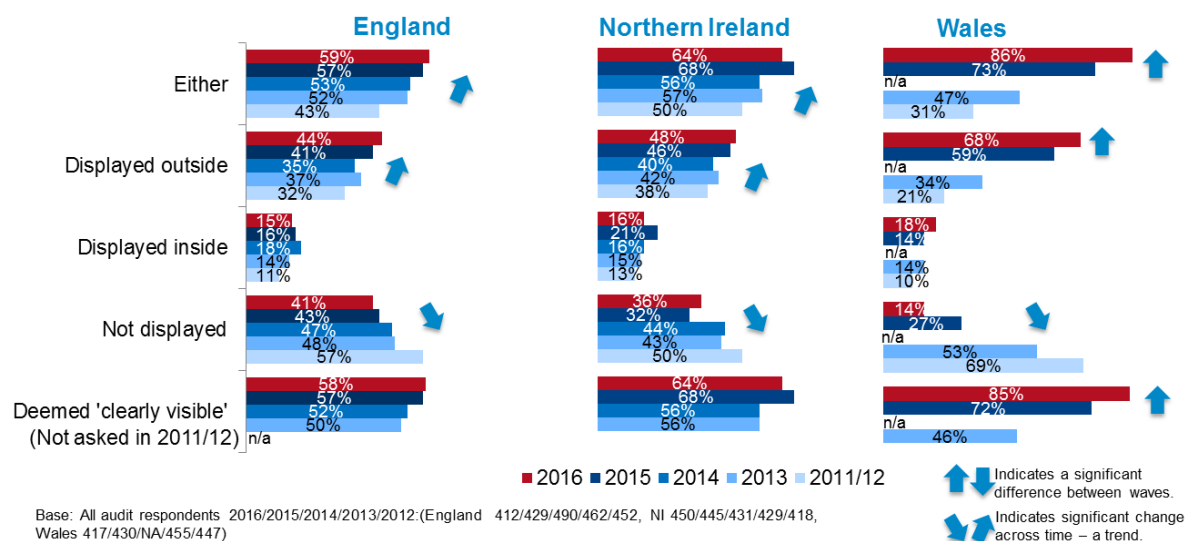 England Northern Ireland Wales
Either
59% 64% 86%
57% 68% 73%
53% 56% n/a
52% 57% 47%
43% 50% 31%
Displayed outside
44% 48% 68%
41% 46% 59%
35% 40% n/a
37% 42% 34%
32% 38% 21%
Displayed inside
15% 16% 18%
16% 21% 14%
18% 16% n/a
14% 15% 14%
11% 13% 10%
Not displayed
41% 36% 14%
43% 32% 27%
47% 44% n/a
48% 43% 53%
57% 50% 69%
Deemed 'clearly visible'
(Not asked in 2011/12)
58% 64% 85%
57% 68% 72%
52% 56% n/a
50% 56% 46%
n/a
2016 2015 2014 2013 2011/12
Indicates a significant
difference between waves.
Indicates significant change
across time – a trend.
Base: All audit respondents 2016/2015/2014/2013/2012:(England 412/429/490/462/452, NI 450/445/431/429/418,
Wales 417/430/NA/455/447)